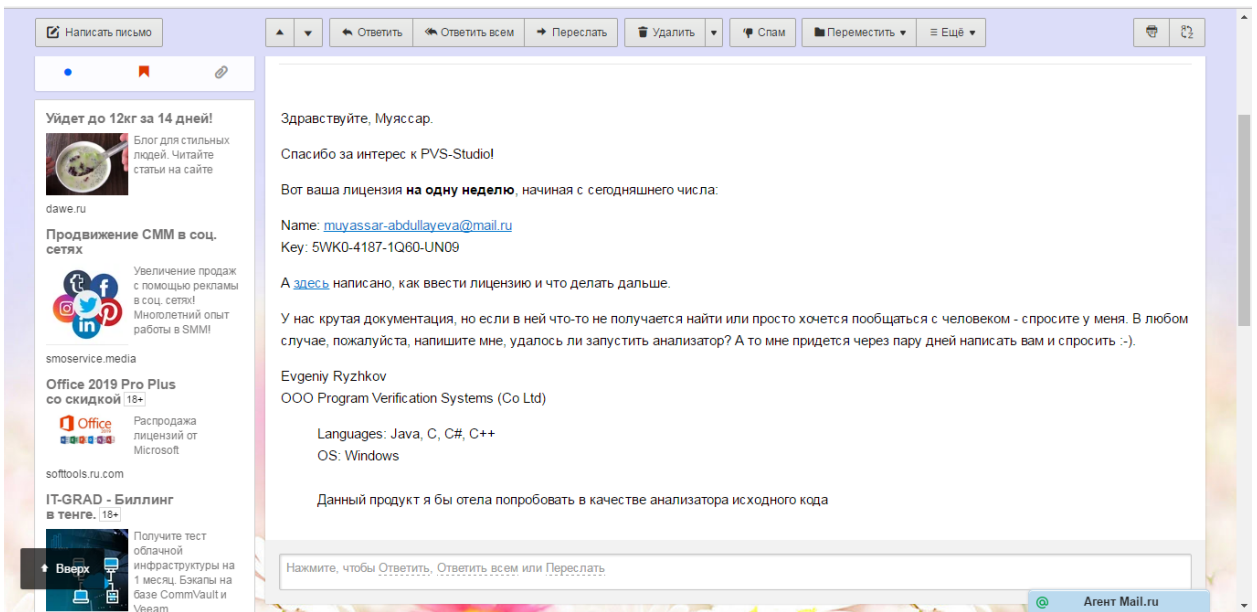 Написать письмо
Ответить
Ответить всем
Переслать
Удалить
Спам
Переместить
Ещё
Уйдет до 12кг за 14 дней!
Блог для стильных
людей. Читайте
статьи на сайте
dawe.ru
Продвижение СММ в соц.
сетях
Увеличение продаж
с помощью рекламы
в соц. сетях!
Многолетний опыт
работы в SMM!
smoservice.media
Office 2019 Pro Plus
со скидкой 18+
Office
Распродажа
лицензий от
Microsoft
softtools.ru.com
IT-GRAD - Биллинг
в тенге. 18+
Получите тест
облачной
инфраструктуры на
1 месяц. Бэкапы на
базе CommVault и
Veeam
Вверх
Здравствуйте, Муяссар.
Спасибо за интерес к PVS-Studio!
Вот ваша лицензия на одну неделю, начиная с сегодняшнего числа:
Name: muyassar-abdullayeva@mail.ru
Key: 5WK0-4187-1Q60-UN09
А здесь написано, как ввести лицензию и что делать дальше.
У нас крутая документация, но если в ней что-то не получается найти или просто хочется пообщаться с человеком - спросите у меня. В любом
случае, пожалуйста, напишите мне, удалось ли запустить анализатор? А то мне придется через пару дней написать вам и спросить :-).
Evgeniy Ryzhkov
OOO Program Verification Systems (Co Ltd)
Languages: Java, C, C#, C++
OS: Windows
Данный продукт я бы отела попробовать в качестве анализатора исходного кода
Нажмите, чтобы Ответить, Ответить всем или Переслать
Агент Mail.ru